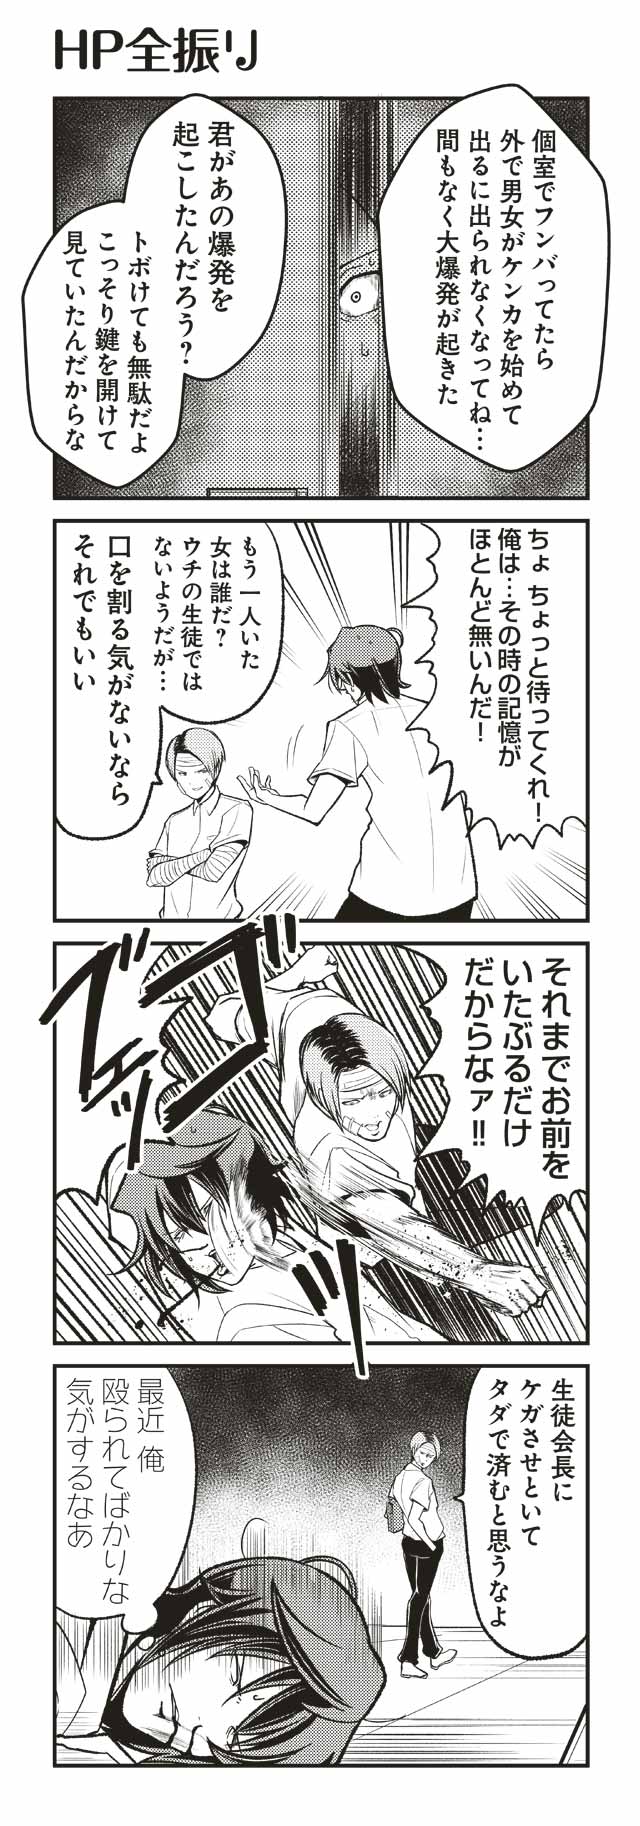 HP全振り
個室でフンバってたら
外で男女がケンカを始めて
出るに出られなくなってね…
間もなく大爆発が起きた
君があの爆発を
起こしたんだろう?
トボけても無駄だよ
こっそり鍵を開けて
見ていたんだからな
ちょ ちょっと待ってくれ!
俺は…その時の記憶が
ほとんど無いんだ!
もう一人いた
女は誰だ?
ウチの生徒では
ないようだが…
口を割る気がないなら
それでもいい
それまでお前を
いたぶるだけ
だからなァ!!
ブンッ
ビュッ
生徒会長に
ケガさせといて
タダで済むと思うなよ
最近 俺
殴られてばかりな
気がするなあ